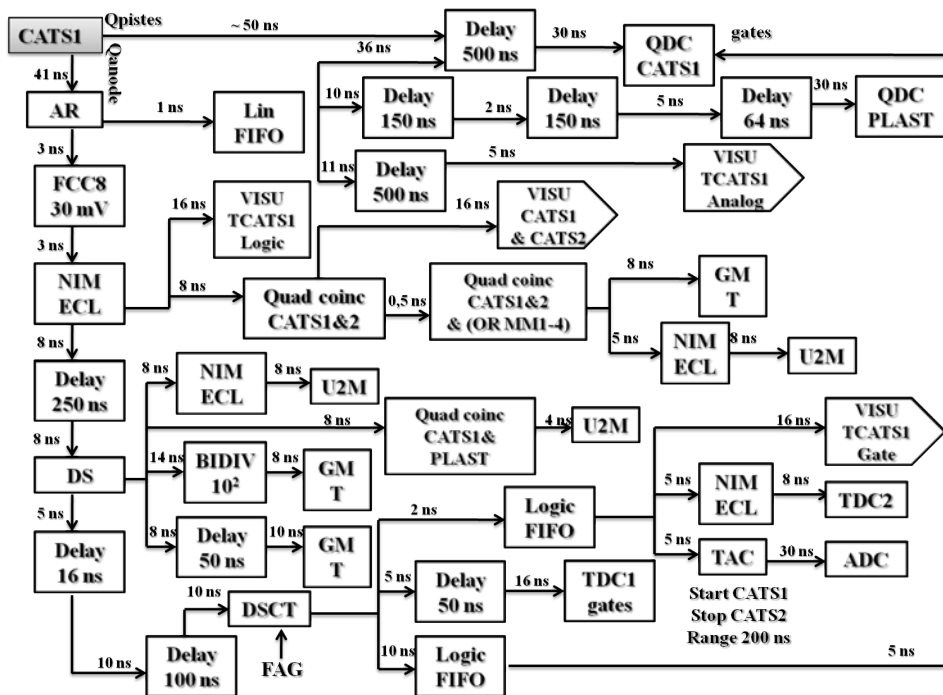 CATS1
Qpistes
Qanode
~ 50 ns
36 ns
Delay
500 ns
30 ns
QDC
CATS1
gates
41 ns
AR
1 ns
Lin
FIFO
10 ns
Delay
150 ns
2 ns
Delay
150 ns
5 ns
Delay
64 ns
30 ns
QDC
PLAST
3 ns
FCC8
30 mV
11 ns
Delay
500 ns
5 ns
VISU
TCATS1
Analog
16 ns
VISU
TCATS1
Logic
16 ns
VISU
CATS1
& CATS2
3 ns
NIM
ECL
8 ns
Quad coinc
CATS1&2
0,5 ns
Quad coinc
CATS1&2
& (OR MM1-4)
8 ns
GM
T
5 ns
NIM
ECL
8 ns
U2M
8 ns
Delay
250 ns
8 ns
NIM
ECL
8 ns
U2M
8 ns
Quad coinc
CATS1&
PLAST
4 ns
U2M
16 ns
VISU
TCATS1
Gate
8 ns
DS
14 ns
BIDIV
10²
8 ns
GM
T
5 ns
NIM
ECL
8 ns
TDC2
2 ns
Logic
FIFO
5 ns
Delay
16 ns
8 ns
Delay
50 ns
10 ns
GM
T
5 ns
TAC
30 ns
ADC
Start CATS1
Stop CATS2
Range 200 ns
5 ns
Delay
50 ns
16 ns
TDC1
gates
10 ns
DSCT
FAG
10 ns
Delay
100 ns
10 ns
Logic
FIFO
5 ns